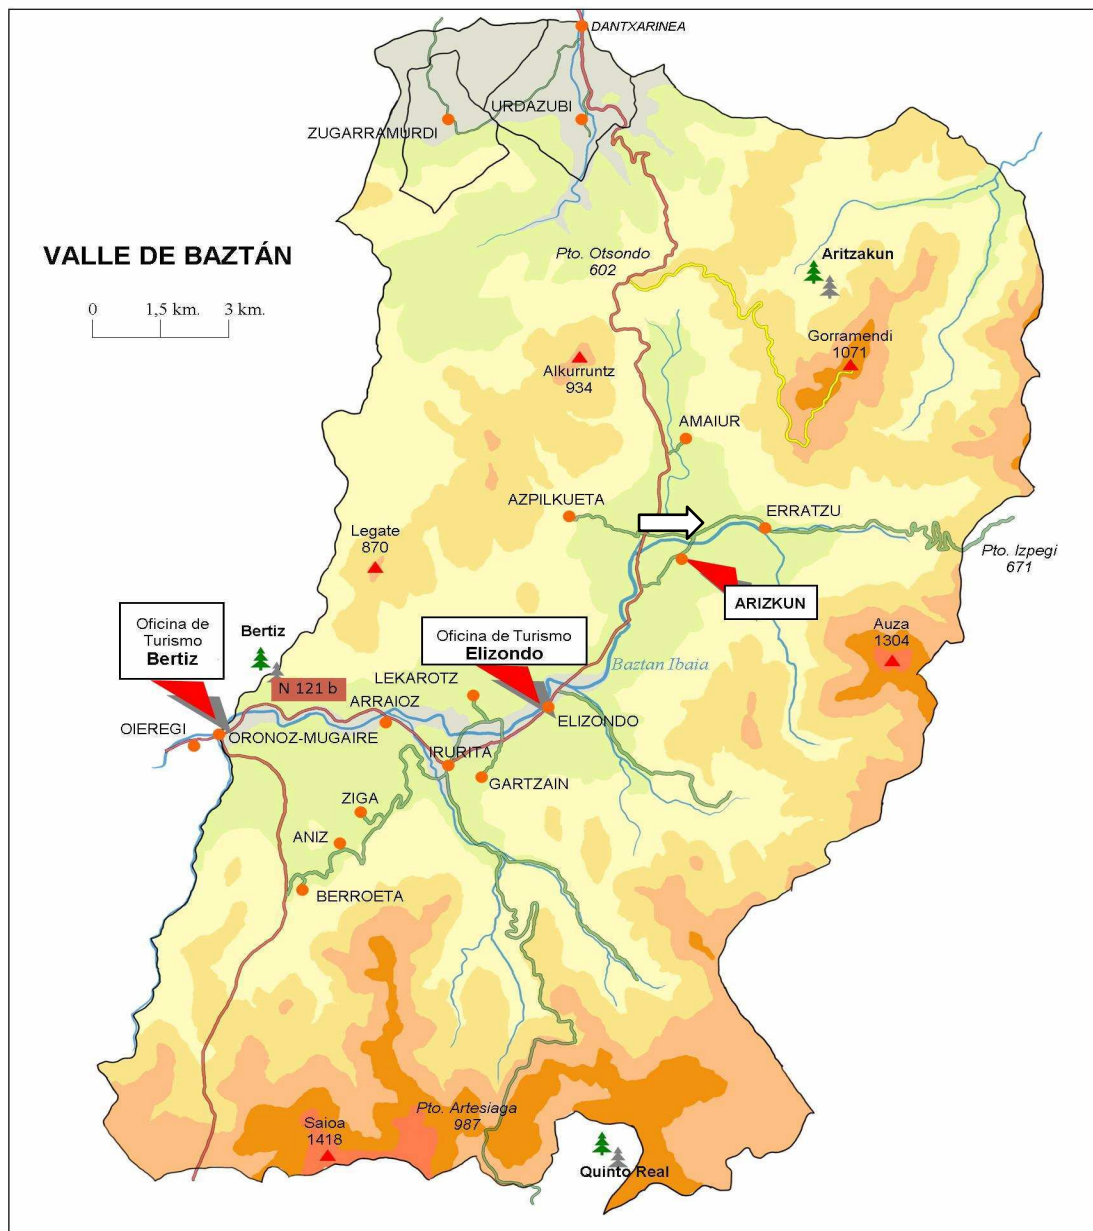 DANTXARINEA
URDAZUBI
ZUGARRAMURDI
VALLE DE BAZTÁN
0 1,5 km. 3 km.
Pto. Otsondo
602
Aritzakun
Gorramendi
1071
Alkurruntz
934
AMAIUR
AZPILKUETA
ERRATZU
Legate
870
Pto. Izpegi
671
ARIZKUN
Oficina de
Turismo
Bertiz
Bertiz
Oficina de Turismo
Elizondo
Auza
1304
Baztan Ibaia
LEKAROTZ
N 121 b
ARRAIOZ
ELIZONDO
OIEREGI
ORONOZ-MUGAIRE
IRURITA
GARTZAIN
ZIGA
ANIZ
BERROETA
Pto. Artesiaga
987
Saioa
1418
Quinto Real